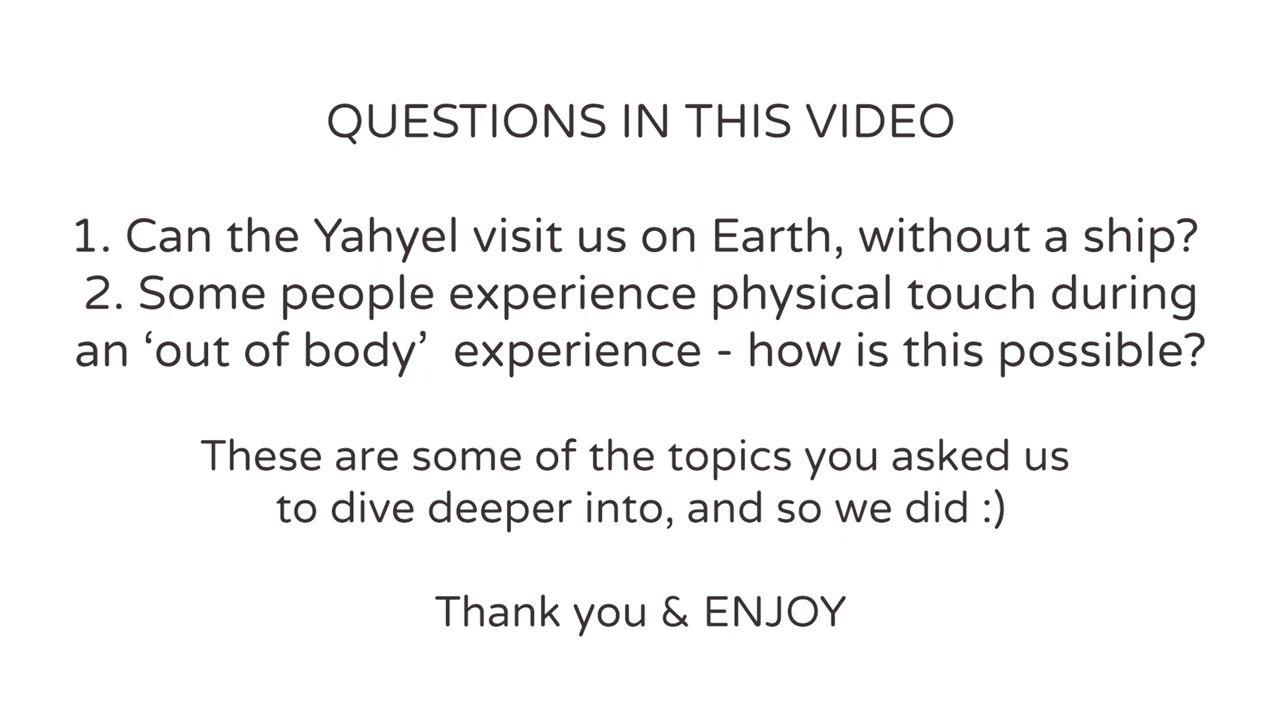 QUESTIONS IN THIS VIDEO
1. Can the Yahyel visit us on Earth, without a ship?
2. Some people experience physical touch during
an ‘out of body’  experience - how is this possible?
These are some of the topics you asked us
to dive deeper into, and so we did :)
Thank you & ENJOY